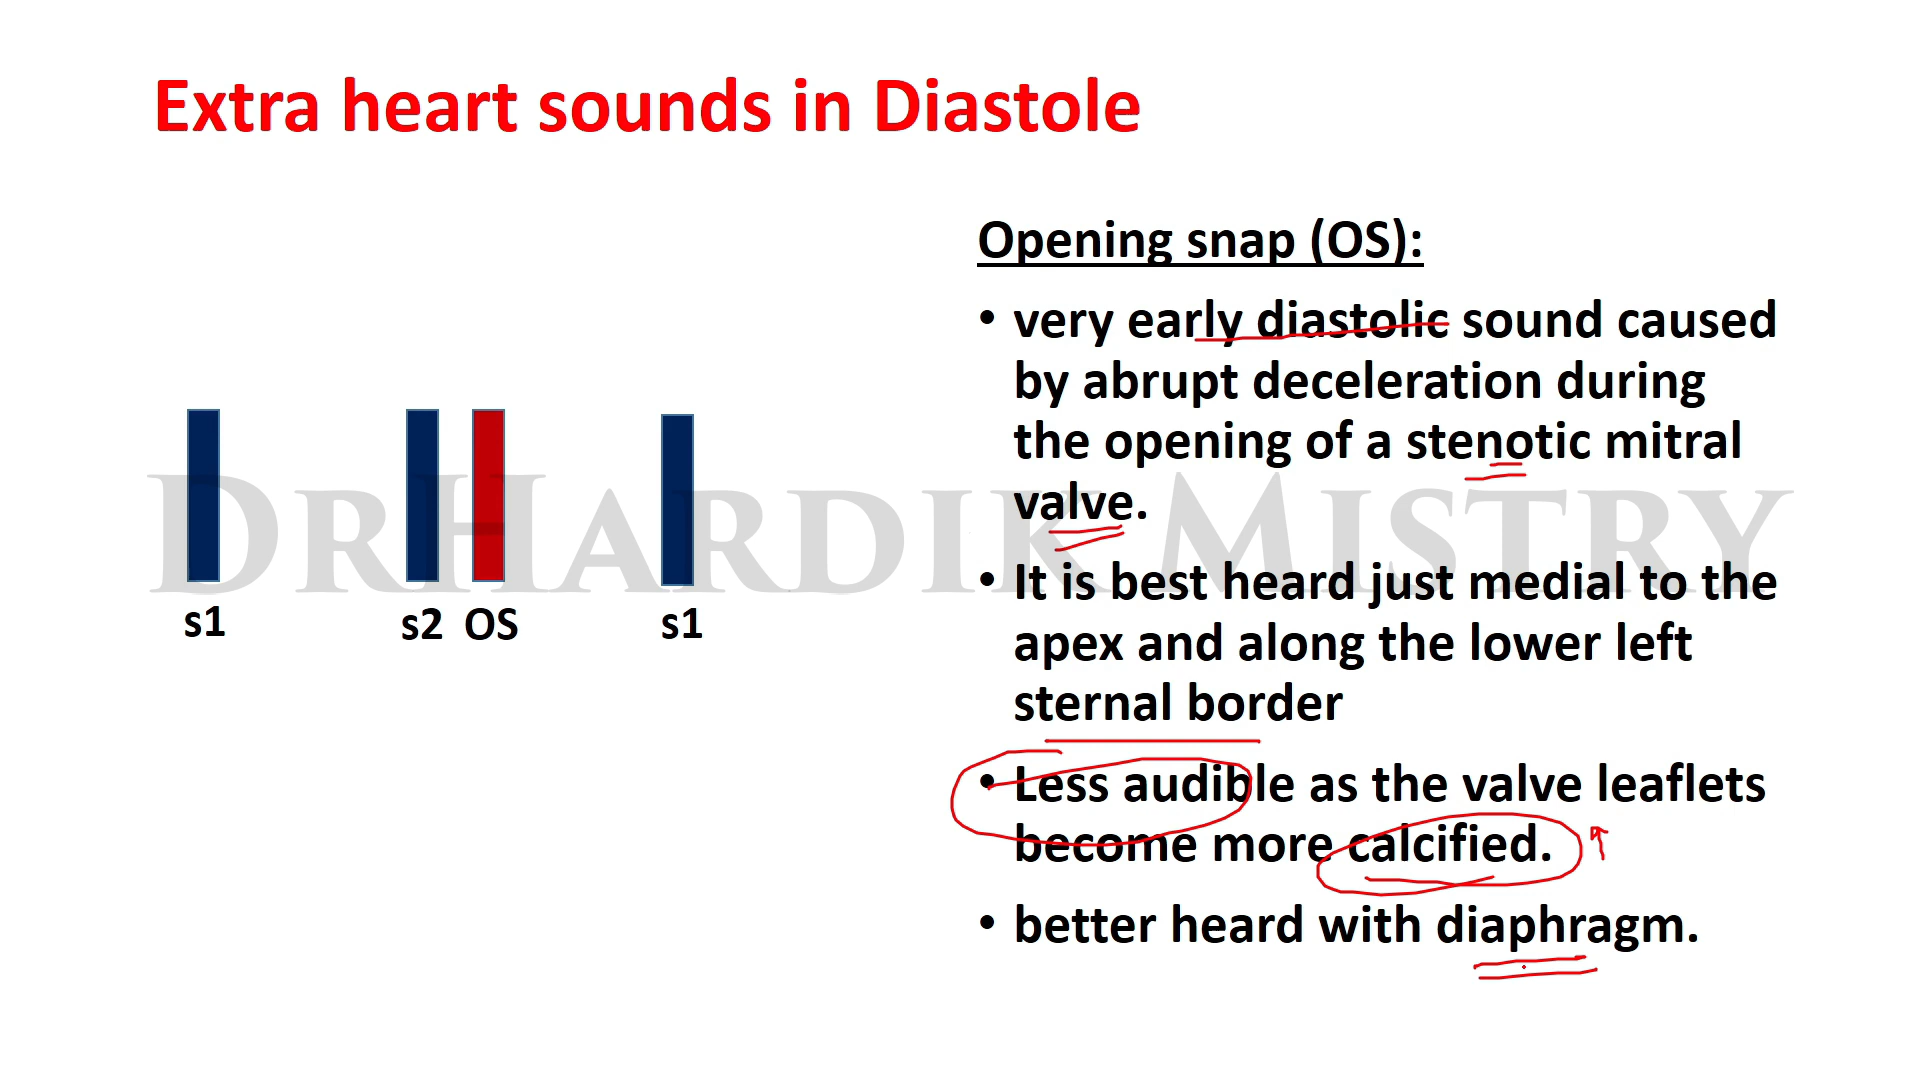 Extra heart sounds in Diastole
Opening snap (OS):
• very early diastolic sound caused
by abrupt deceleration during
the opening of a stenotic mitral
valve.
• It is best heard just medial to the
apex and along the lower left
sternal border
• Less audible as the valve leaflets
become more calcified.
• better heard with diaphragm.
s1 s2 OS s1
DrHardik Mistry